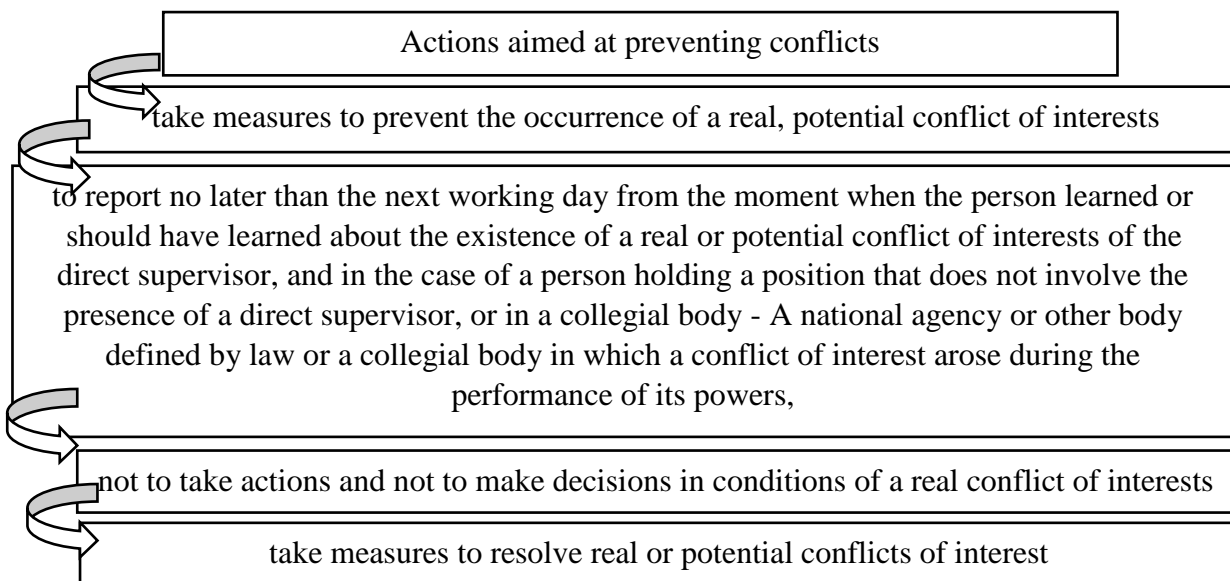 Actions aimed at preventing conflicts
take measures to prevent the occurrence of a real, potential conflict of interests
to report no later than the next working day from the moment when the person learned or
should have learned about the existence of a real or potential conflict of interests of the
direct supervisor, and in the case of a person holding a position that does not involve the
presence of a direct supervisor, or in a collegial body - A national agency or other body
defined by law or a collegial body in which a conflict of interest arose during the
performance of its powers,
not to take actions and not to make decisions in conditions of a real conflict of interests
take measures to resolve real or potential conflicts of interest